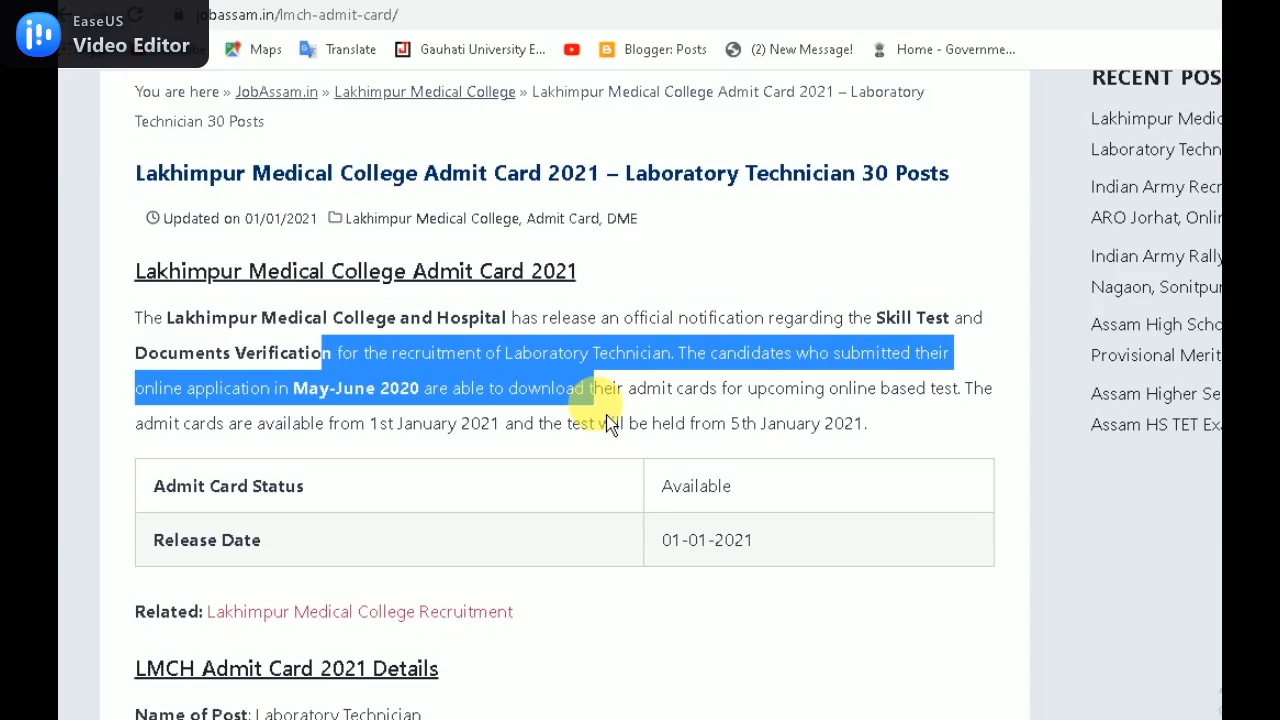 EaseUS
Video Editor
jobassam.in/lmch-admit-card/
Maps
Translate
Gauhati University E...
Blogger: Posts
(2) New Message!
Home - Governme...
You are here » JobAssam.in » Lakhimpur Medical College » Lakhimpur Medical College Admit Card 2021 – Laboratory
Technician 30 Posts
Lakhimpur Medical College Admit Card 2021 – Laboratory Technician 30 Posts
Updated on 01/01/2021 Lakhimpur Medical College, Admit Card, DME
Lakhimpur Medical College Admit Card 2021
The Lakhimpur Medical College and Hospital has release an official notification regarding the Skill Test and
Documents Verification for the recruitment of Laboratory Technician. The candidates who submitted their
online application in May-June 2020 are able to download their admit cards for upcoming online based test. The
admit cards are available from 1st January 2021 and the test will be held from 5th January 2021.
Admit Card Status Available
Release Date 01-01-2021
Related: Lakhimpur Medical College Recruitment
LMCH Admit Card 2021 Details
Name of Post: Laboratory Technician
RECENT POS
Lakhimpur Medic
Laboratory Techn
Indian Army Recr
ARO Jorhat, Onlin
Indian Army Rally
Nagaon, Sonitpur
Assam High Scho
Provisional Merit
Assam Higher Se
Assam HS TET Ex